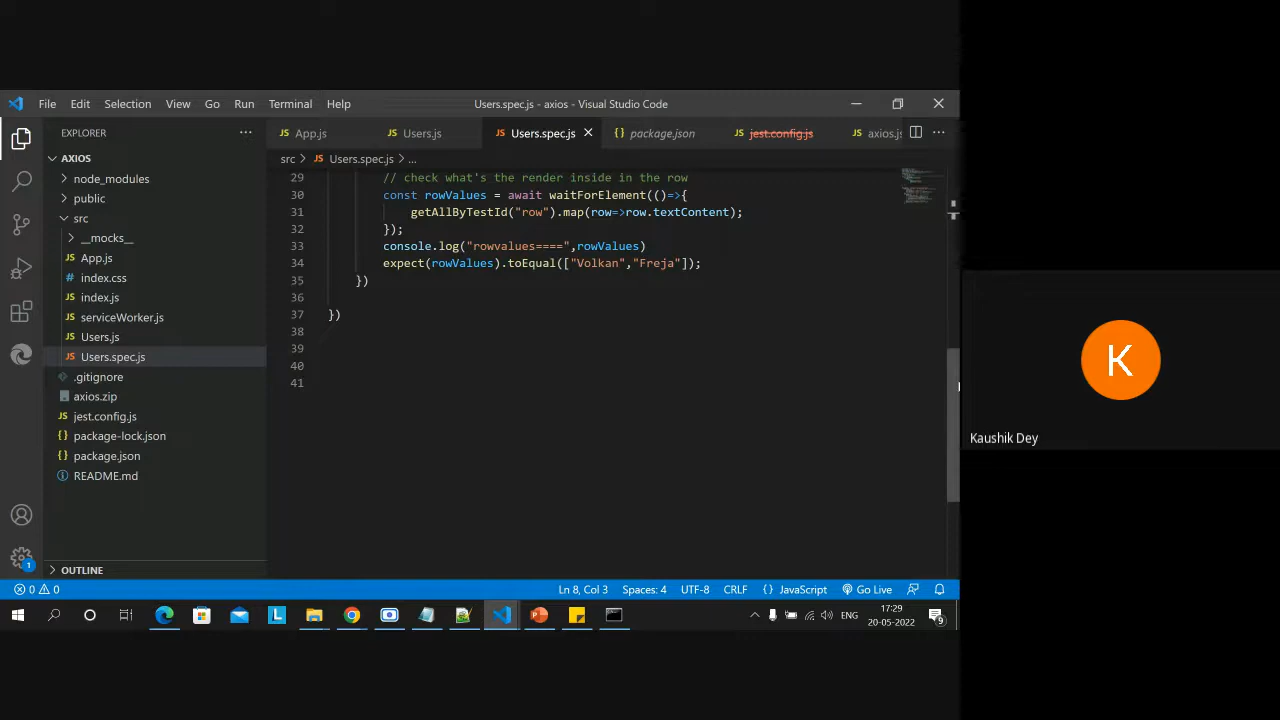 File Edit Selection View Go Run Terminal Help Users.spec.js - axios - Visual Studio Code
EXPLORER ··· JS App.js JS Users.js JS Users.spec.js {} package.json JS jest.config.js JS axios.js ···
AXIOS
src > JS Users.spec.js > ...
node_modules
public
src
__mocks__
JS App.js
# index.css
JS index.js
JS serviceWorker.js
JS Users.js
JS Users.spec.js
.gitignore
axios.zip
JS jest.config.js
{} package-lock.json
{} package.json
README.md
OUTLINE
29 // check what's the render inside in the row
30 const rowValues = await waitForElement(()=>{
31 getAllByTestId("row").map(row=>row.textContent);
32 });
33 console.log("rowvalues====",rowValues)
34 expect(rowValues).toEqual(["Volkan","Freja"]);
35 })
36
37 })
38
39
40
41
K
Kaushik Dey
1
0 0 Ln 8, Col 3 Spaces: 4 UTF-8 CRLF {} JavaScript Go Live
L ENG 17:29
20-05-2022 9